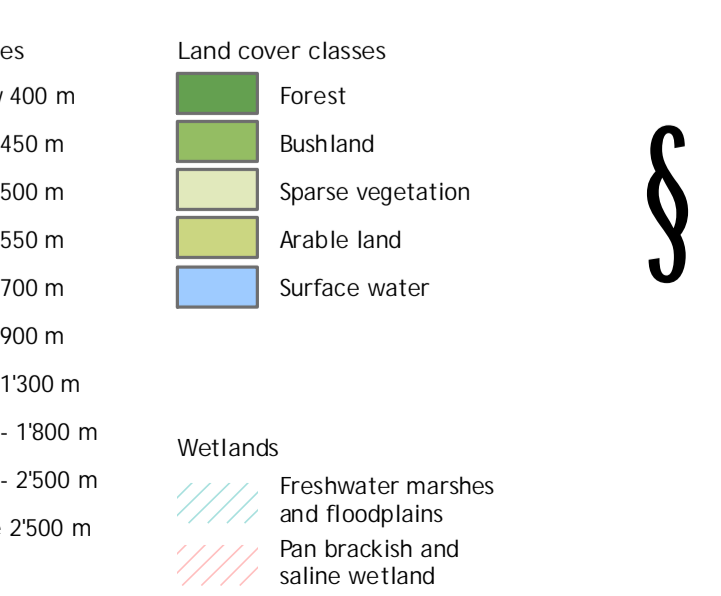 es
400 m
450 m
500 m
550 m
700 m
900 m
1'300 m
- 1'800 m
- 2'500 m
2'500 m
Land cover classes
Forest
Bushland
Sparse vegetation
Arable land
Surface water
Wetlands
Freshwater marshes
and floodplains
Pan brackish and
saline wetland
§